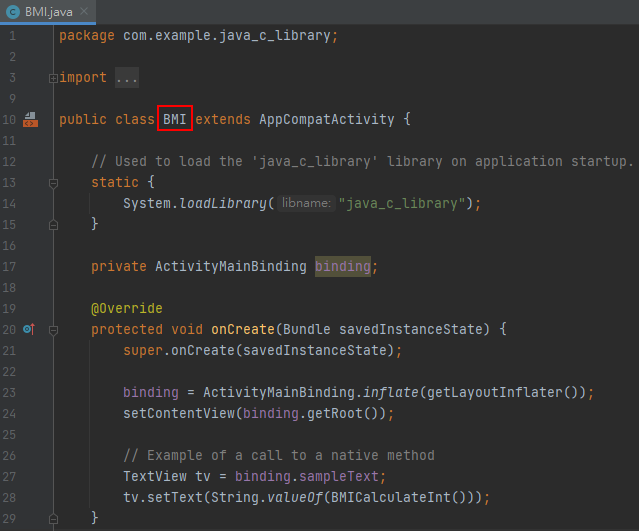 BMI.java
1 package com.example.java_c_library;
2
3 import ...
9
10 public class BMI extends AppCompatActivity {
11
12 // Used to load the 'java_c_library' library on application startup.
13 static {
14 System.loadLibrary( libname: "java_c_library");
15 }
16
17 private ActivityMainBinding binding;
18
19 @Override
20 protected void onCreate(Bundle savedInstanceState) {
21 super.onCreate(savedInstanceState);
22
23 binding = ActivityMainBinding.inflate(getLayoutInflater());
24 setContentView(binding.getRoot());
25
26 // Example of a call to a native method
27 TextView tv = binding.sampleText;
28 tv.setText(String.valueOf(BMICalculateInt()));
29 }